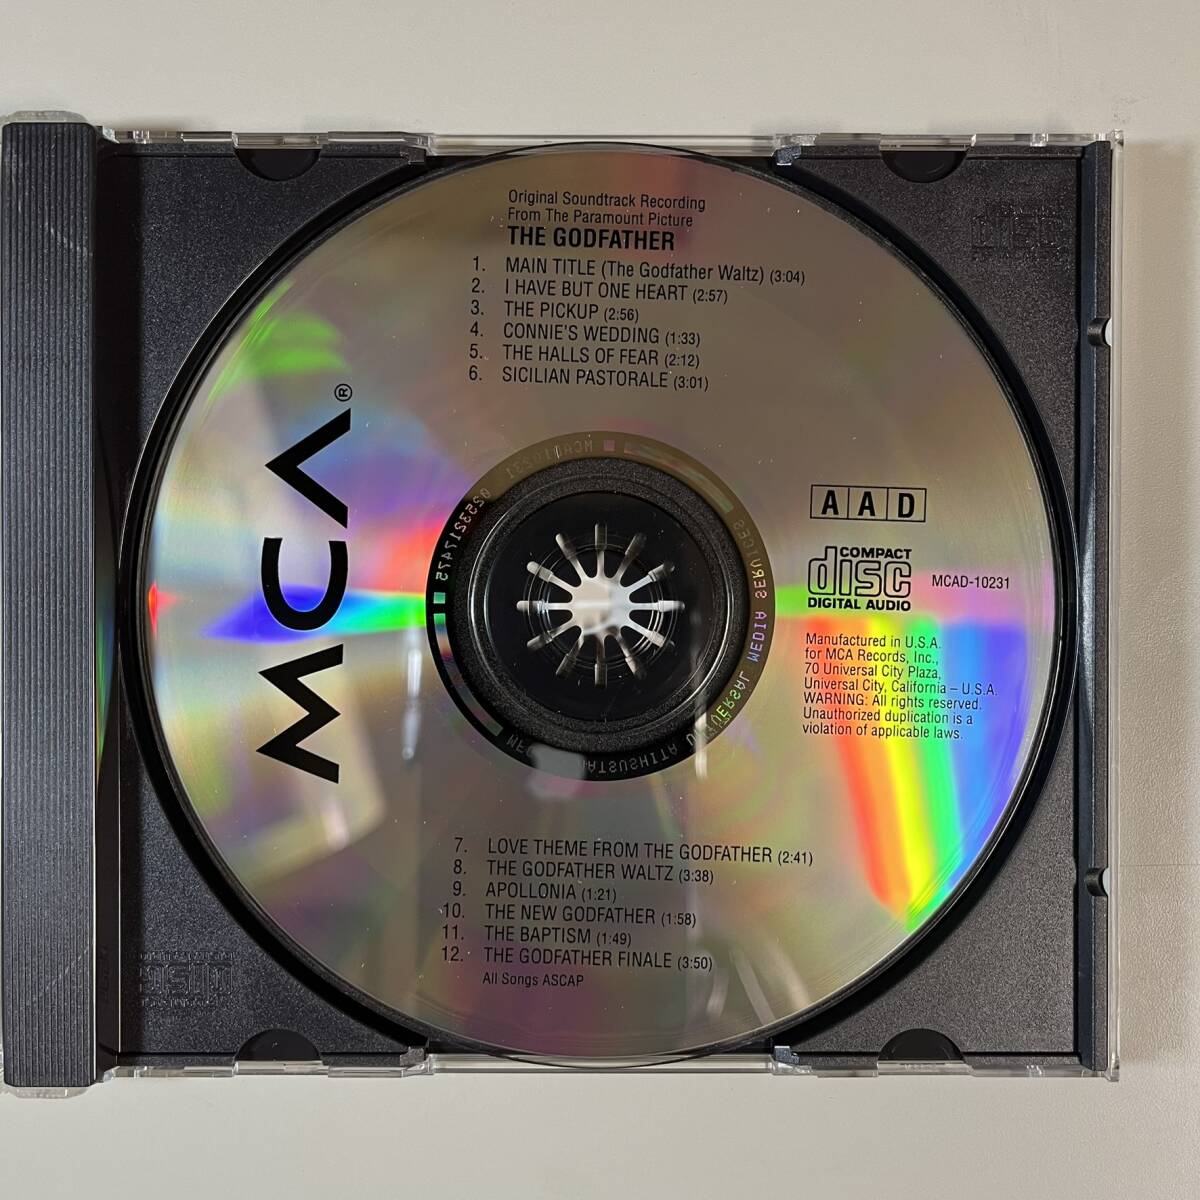 Original Soundtrack Recording
From The Paramount Picture
THE GODFATHER
1. MAIN TITLE (The Godfather Waltz) (3:04)
2. I HAVE BUT ONE HEART (2:57)
3. THE PICKUP (2:56)
4. CONNIE'S WEDDING (1:33)
5. THE HALLS OF FEAR (2:12)
6. SICILIAN PASTORALE (3:01)
MCA®
AAD
COMPACT
disc
DIGITAL AUDIO
MCAD-10231
Manufactured in U.S.A.
for MCA Records, Inc.,
70 Universal City Plaza,
Universal City, California – U.S.A.
WARNING: All rights reserved.
Unauthorized duplication is a
violation of applicable laws.
7. LOVE THEME FROM THE GODFATHER (2:41)
8. THE GODFATHER WALTZ (3:38)
9. APOLLONIA (1:21)
10. THE NEW GODFATHER (1:58)
11. THE BAPTISM (1:49)
12. THE GODFATHER FINALE (3:50)
All Songs ASCAP
MATSUSHITA UNIVERSAL MEDIA SERVICES
MCAD10231